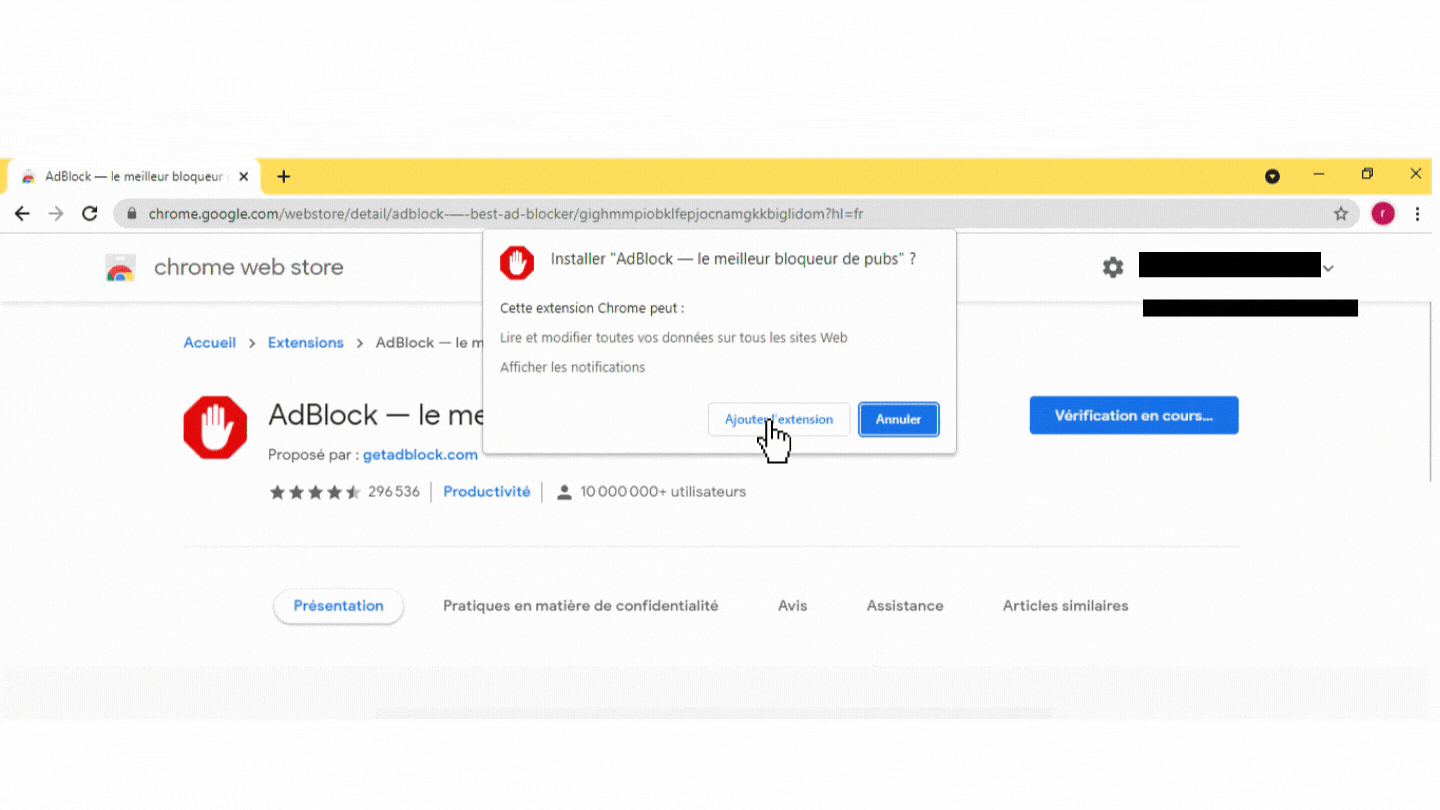 AdBlock — le meilleur bloqueur
chrome.google.com/webstore/detail/adblock-—-best-ad-blocker/gighmmpiobklfepjocnamgkkbiglidom?hl=fr
r
chrome web store
Installer "AdBlock — le meilleur bloqueur de pubs" ?
Cette extension Chrome peut :
Lire et modifier toutes vos données sur tous les sites Web
Afficher les notifications
Ajouter l'extension
Annuler
Accueil > Extensions > AdBlock — le m
AdBlock — le me
Vérification en cours...
Proposé par : getadblock.com
296 536 | Productivité | 10 000 000+ utilisateurs
Présentation
Pratiques en matière de confidentialité
Avis
Assistance
Articles similaires